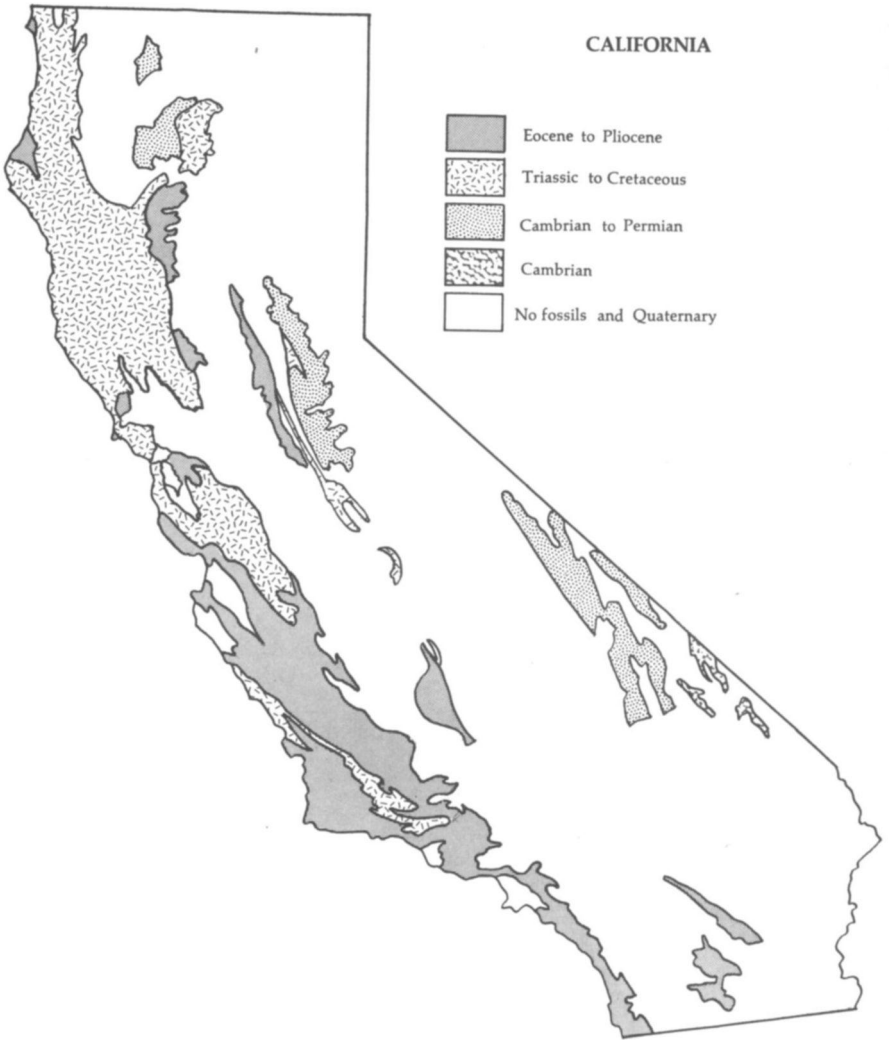 CALIFORNIA
Eocene to Pliocene
Triassic to Cretaceous
Cambrian to Permian
Cambrian
No fossils and Quaternary